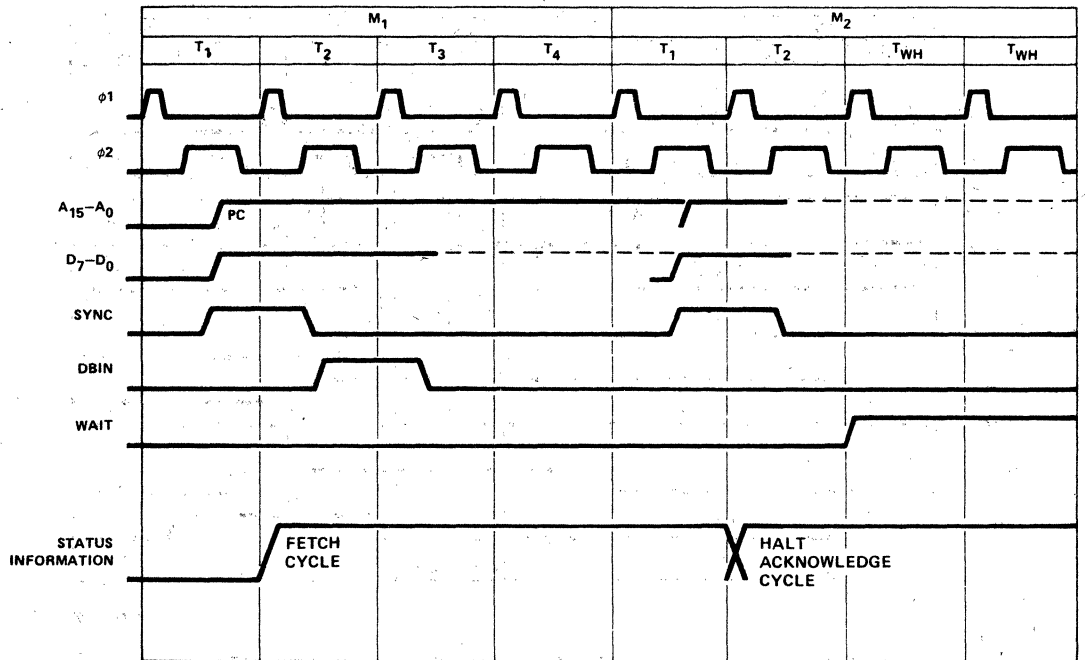 M1 M2
T1 T2 T3 T4 T1 T2 TWH TWH
φ1
φ2
A15–A0
PC
D7–D0
SYNC
DBIN
WAIT
STATUS
INFORMATION
FETCH
CYCLE
HALT
ACKNOWLEDGE
CYCLE